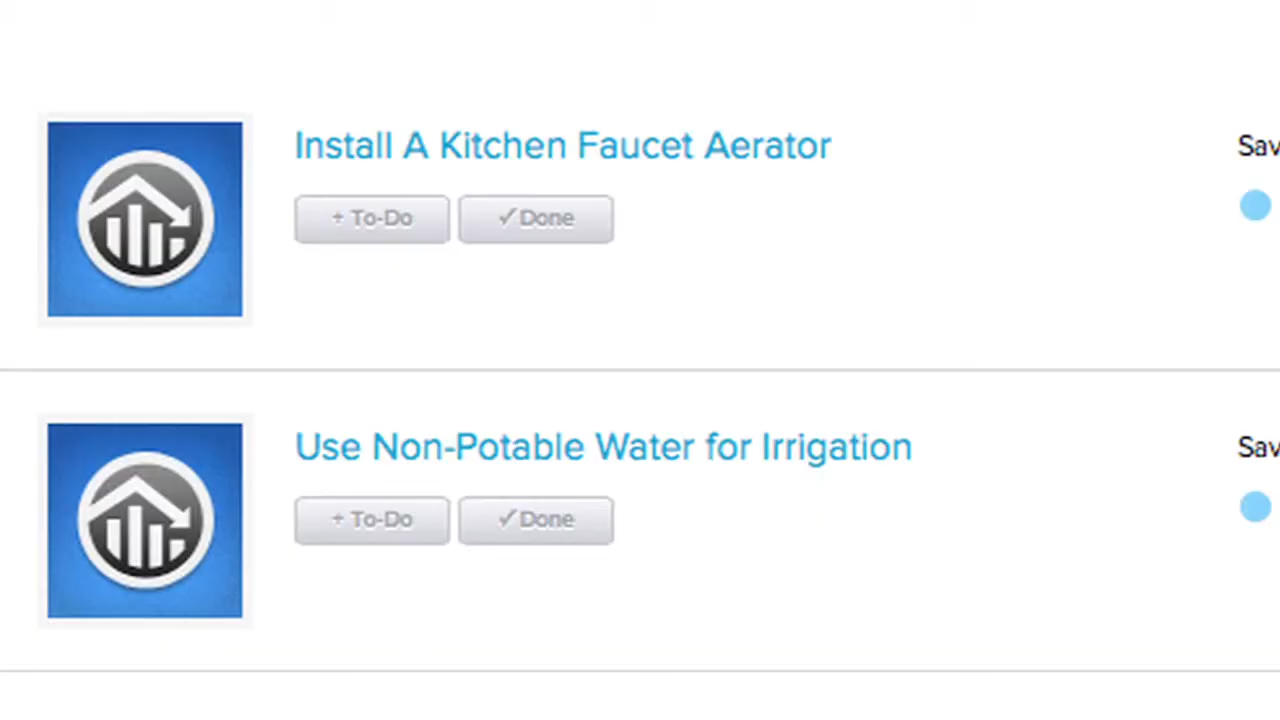 Install A Kitchen Faucet Aerator
Sav
+ To-Do
✓Done
Use Non-Potable Water for Irrigation
Sav
+ To-Do
✓Done